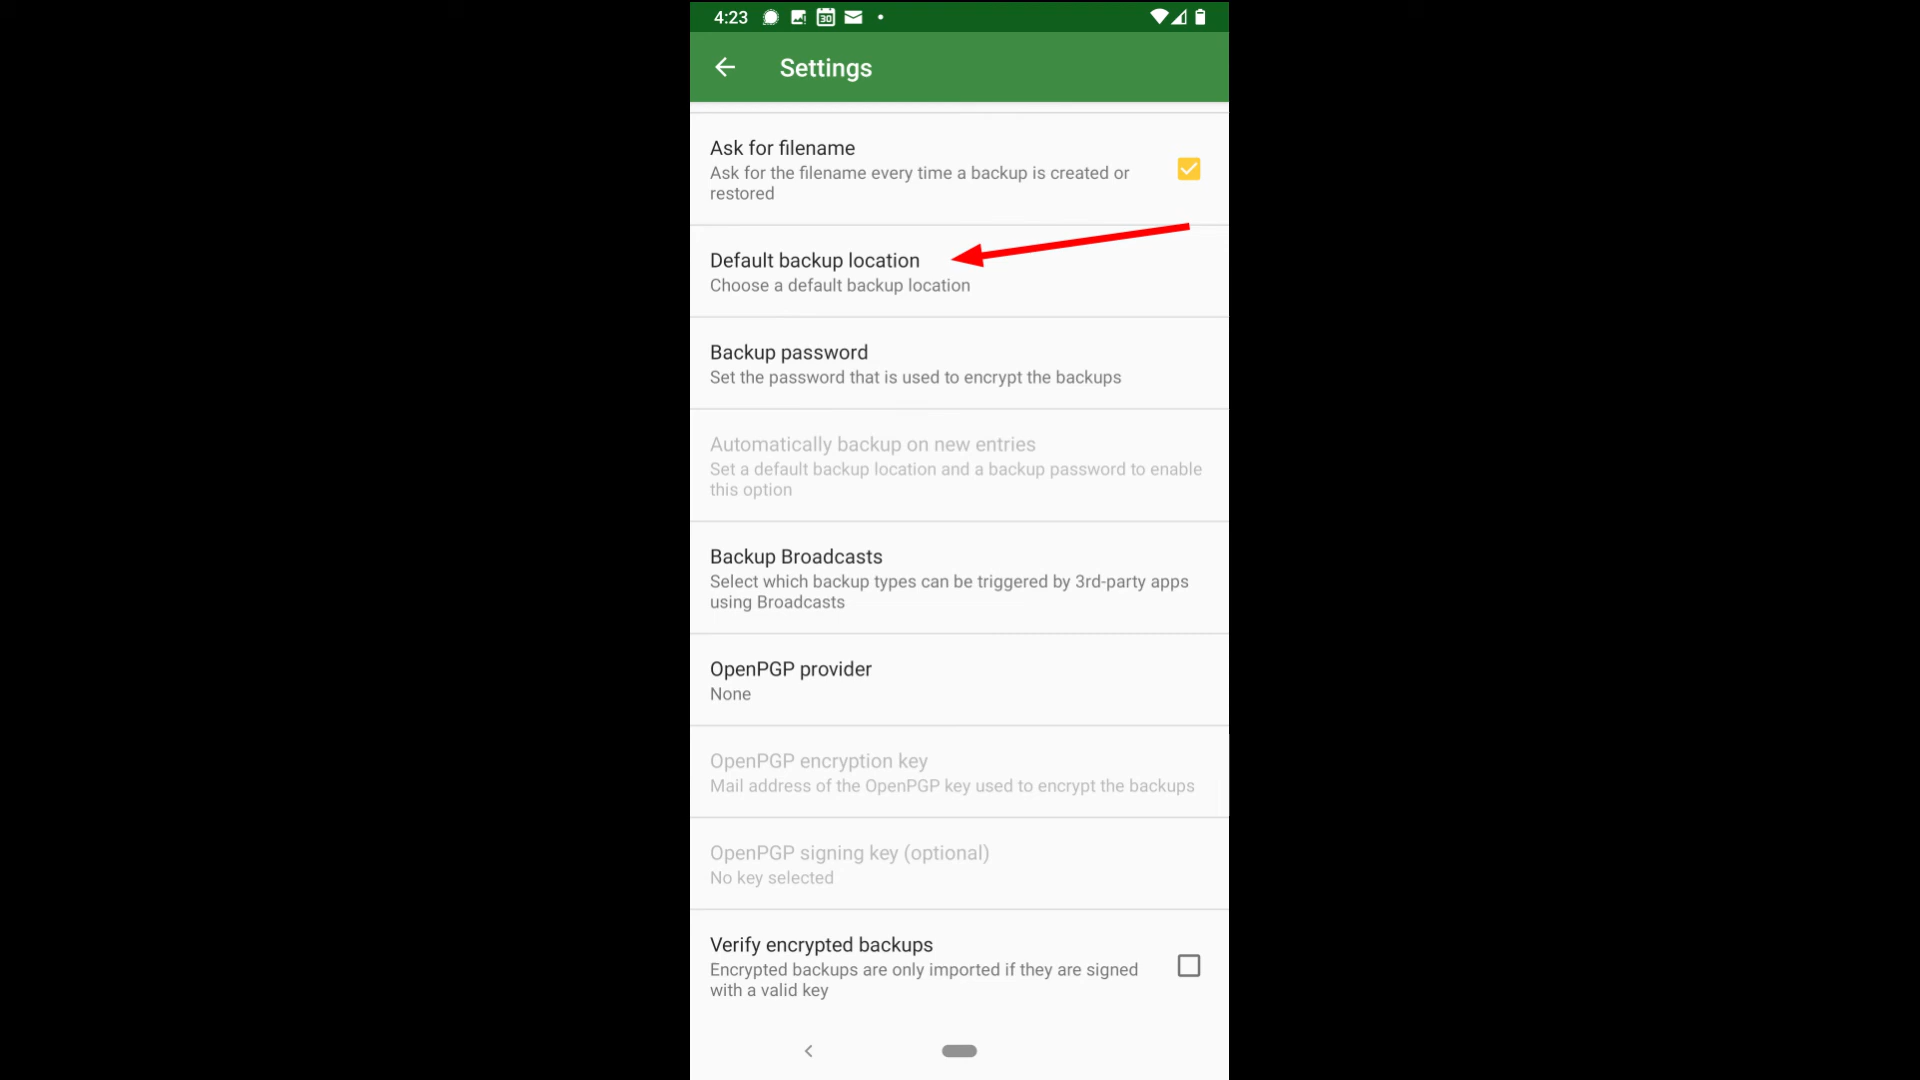 4:23
30
Settings
Ask for filename
Ask for the filename every time a backup is created or
restored
Default backup location
Choose a default backup location
Backup password
Set the password that is used to encrypt the backups
Automatically backup on new entries
Set a default backup location and a backup password to enable
this option
Backup Broadcasts
Select which backup types can be triggered by 3rd-party apps
using Broadcasts
OpenPGP provider
None
OpenPGP encryption key
Mail address of the OpenPGP key used to encrypt the backups
OpenPGP signing key (optional)
No key selected
Verify encrypted backups
Encrypted backups are only imported if they are signed
with a valid key